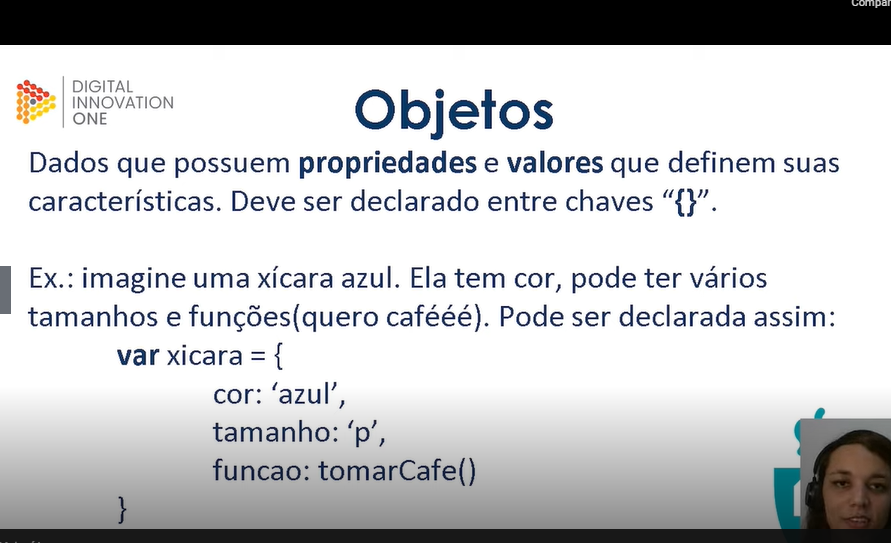 Compar
DIGITAL
INNOVATION
ONE
Objetos
Dados que possuem propriedades e valores que definem suas
características. Deve ser declarado entre chaves “{}”.
Ex.: imagine uma xícara azul. Ela tem cor, pode ter vários
tamanhos e funções(quero cafééé). Pode ser declarada assim:
var xicara = {
cor: ‘azul’,
tamanho: ‘p’,
funcao: tomarCafe()
}